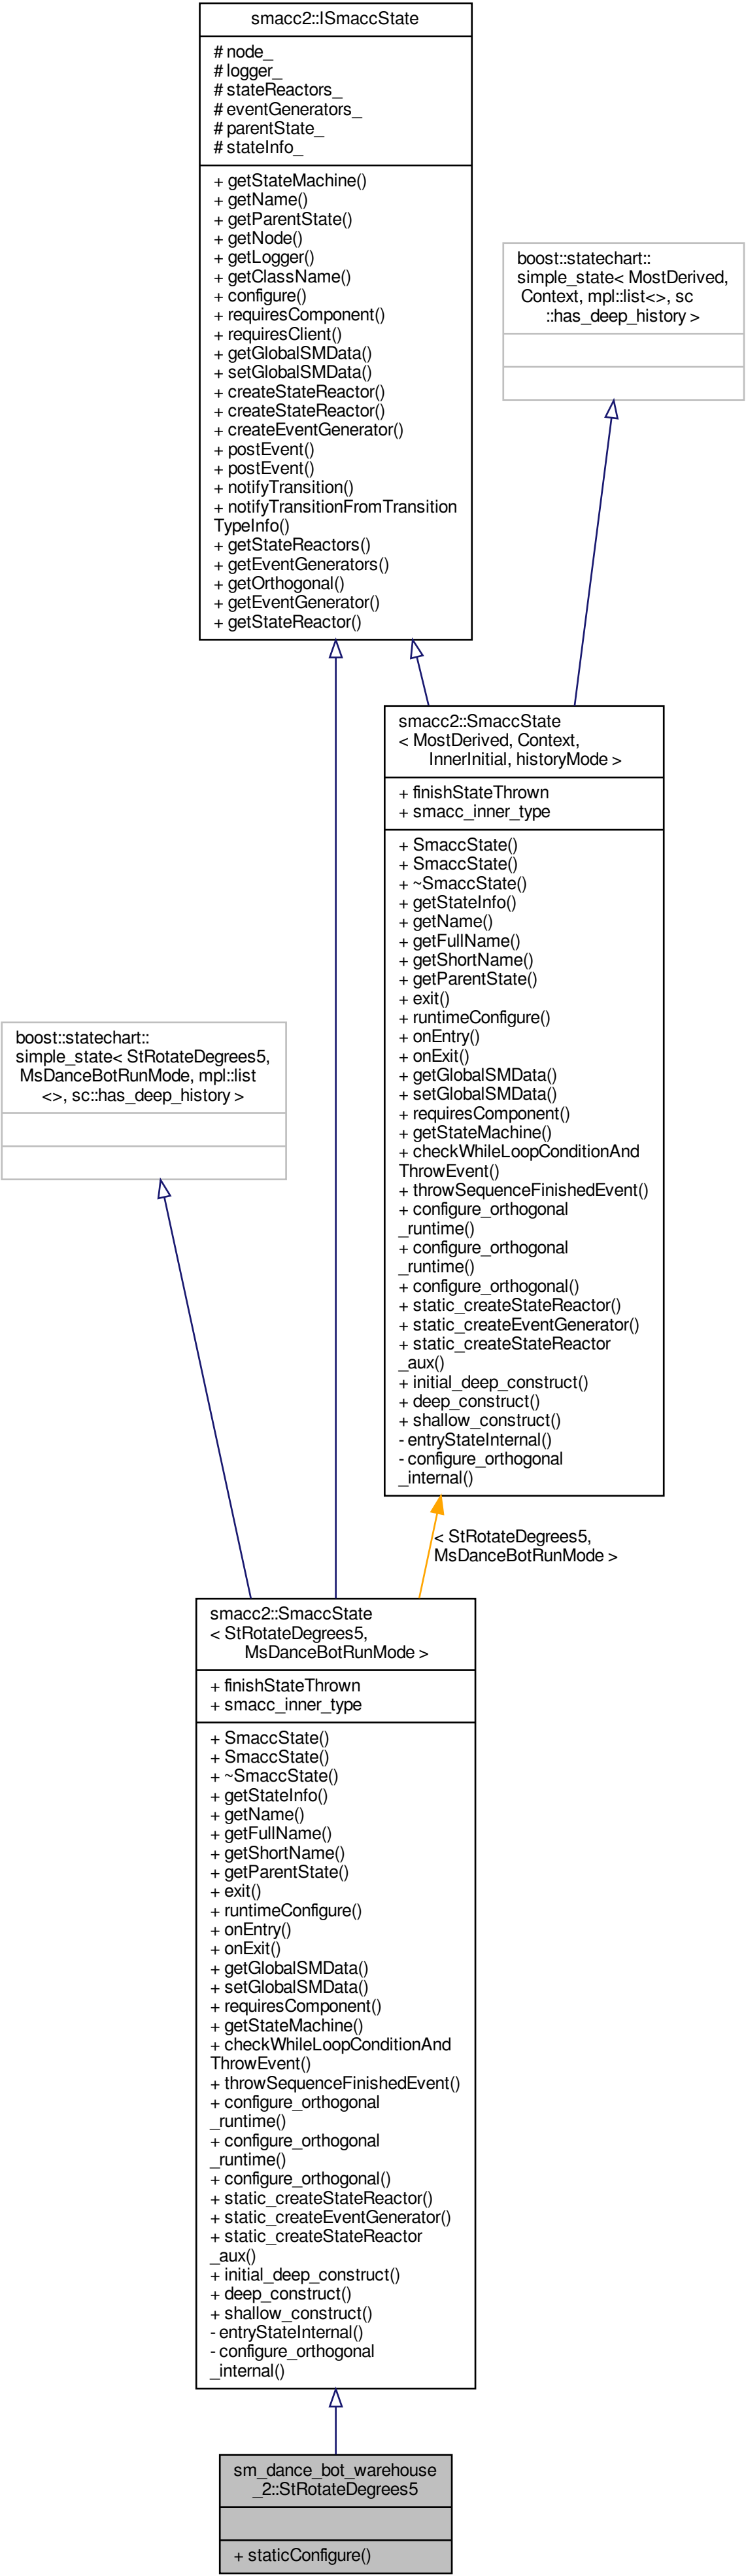 smacc2::ISmaccState
# node_
# logger_
# stateReactors_
# eventGenerators_
# parentState_
# stateInfo_
+ getStateMachine()
+ getName()
+ getParentState()
+ getNode()
+ getLogger()
+ getClassName()
+ configure()
+ requiresComponent()
+ requiresClient()
+ getGlobalSMData()
+ setGlobalSMData()
+ createStateReactor()
+ createStateReactor()
+ createEventGenerator()
+ postEvent()
+ postEvent()
+ notifyTransition()
+ notifyTransitionFromTransition
TypeInfo()
+ getStateReactors()
+ getEventGenerators()
+ getOrthogonal()
+ getEventGenerator()
+ getStateReactor()
boost::statechart::
simple_state< MostDerived,
Context, mpl::list<>, sc
::has_deep_history >
smacc2::SmaccState
< MostDerived, Context,
InnerInitial, historyMode >
+ finishStateThrown
+ smacc_inner_type
+ SmaccState()
+ SmaccState()
+ ~SmaccState()
+ getStateInfo()
+ getName()
+ getFullName()
+ getShortName()
+ getParentState()
+ exit()
+ runtimeConfigure()
+ onEntry()
+ onExit()
+ getGlobalSMData()
+ setGlobalSMData()
+ requiresComponent()
+ getStateMachine()
+ checkWhileLoopConditionAnd
ThrowEvent()
+ throwSequenceFinishedEvent()
+ configure_orthogonal
_runtime()
+ configure_orthogonal
_runtime()
+ configure_orthogonal()
+ static_createStateReactor()
+ static_createEventGenerator()
+ static_createStateReactor
_aux()
+ initial_deep_construct()
+ deep_construct()
+ shallow_construct()
- entryStateInternal()
- configure_orthogonal
_internal()
boost::statechart::
simple_state< StRotateDegrees5,
MsDanceBotRunMode, mpl::list
<>, sc::has_deep_history >
< StRotateDegrees5,
MsDanceBotRunMode >
smacc2::SmaccState
< StRotateDegrees5,
MsDanceBotRunMode >
+ finishStateThrown
+ smacc_inner_type
+ SmaccState()
+ SmaccState()
+ ~SmaccState()
+ getStateInfo()
+ getName()
+ getFullName()
+ getShortName()
+ getParentState()
+ exit()
+ runtimeConfigure()
+ onEntry()
+ onExit()
+ getGlobalSMData()
+ setGlobalSMData()
+ requiresComponent()
+ getStateMachine()
+ checkWhileLoopConditionAnd
ThrowEvent()
+ throwSequenceFinishedEvent()
+ configure_orthogonal
_runtime()
+ configure_orthogonal
_runtime()
+ configure_orthogonal()
+ static_createStateReactor()
+ static_createEventGenerator()
+ static_createStateReactor
_aux()
+ initial_deep_construct()
+ deep_construct()
+ shallow_construct()
- entryStateInternal()
- configure_orthogonal
_internal()
sm_dance_bot_warehouse
_2::StRotateDegrees5
+ staticConfigure()